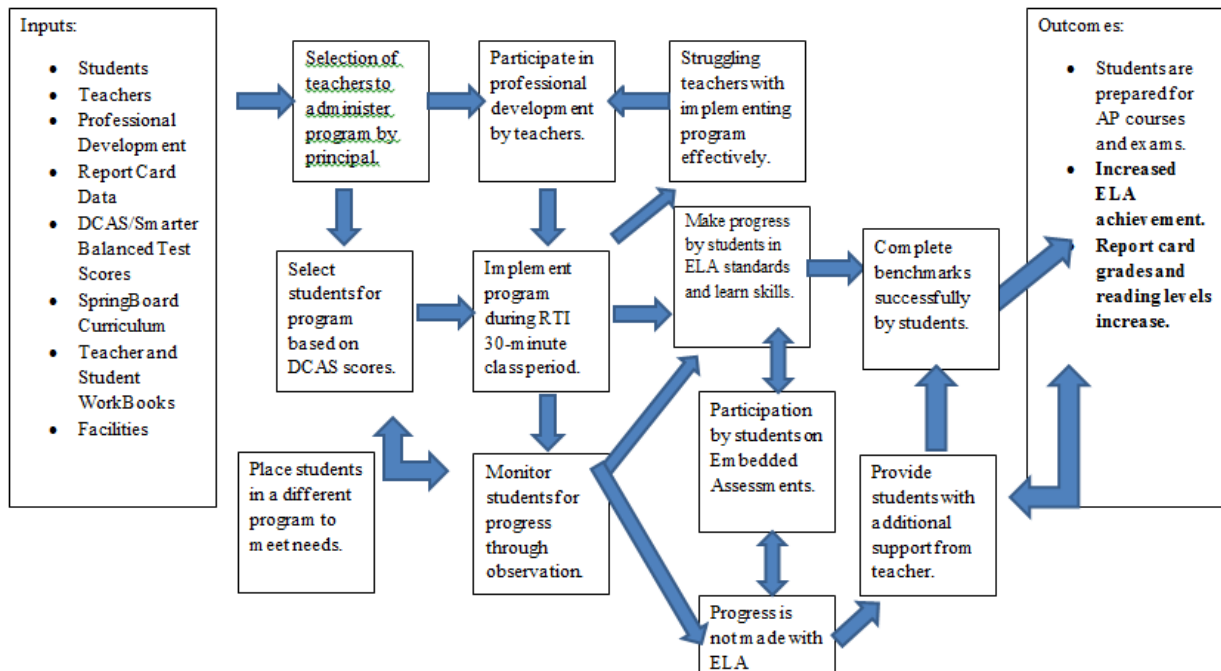 Inputs:
Students
Teachers
Professional
Development
Report Card
Data
DCAS/Smarter
Balanced Test
Scores
SpringBoard
Curriculum
Teacher and
Student
WorkBooks
Facilities
Selection of
teachers to
administer
program by
principal.
Participate in
professional
development
by teachers.
Struggling
teachers with
implementing
program
effectively.
Select
students for
program
based on
DCAS scores.
Implement
program
during RTI
30-minute
class period.
Make progress
by students in
ELA standards
and learn skills.
Complete
benchmarks
successfully
by students.
Place students
in a different
program to
meet needs.
Monitor
students for
progress
through
observation.
Participation
by students on
Embedded
Assessments.
Provide
students with
additional
support from
teacher.
Progress is
not made with
ELA
Outcomes:
Students are
prepared for
AP courses
and exams.
Increased
ELA
achievement.
Report card
grades and
reading levels
increase.